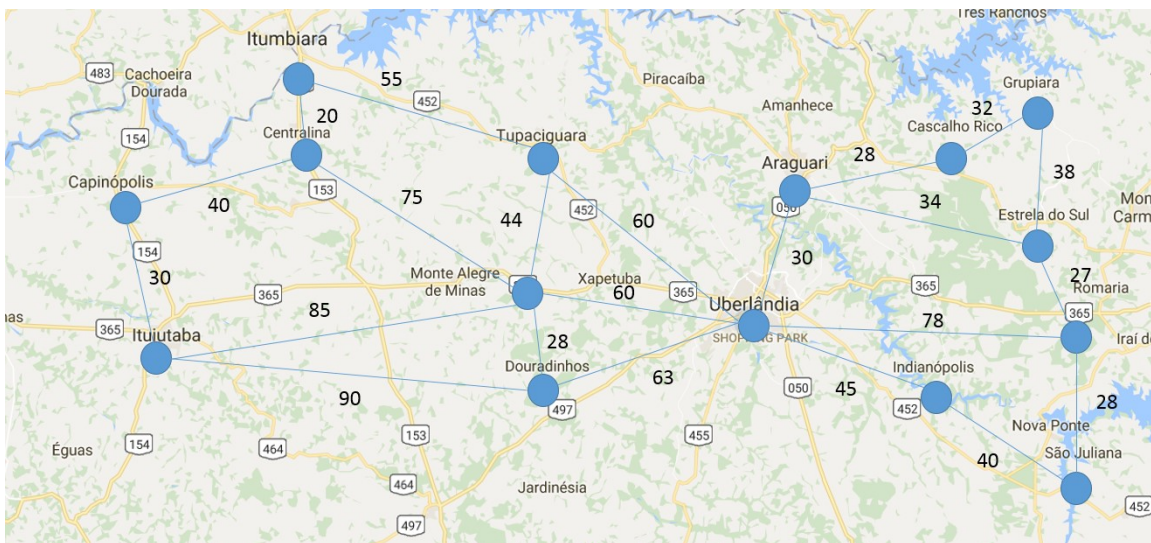 Três Ranchos
Itumbiara
483
Cachoeira
Dourada
55
Piracaíba
Grupiara
452
Amanhece
32
154
20
Centralina
Tupaciguara
Cascalho Rico
Araguari
28
Capinópolis
153
38
Mon
Carm
40
75
452
050
34
Estrela do Sul
44
60
154
30
Monte Alegre
de Minas
Xapetuba
30
27
365
60
365
Uberlândia
365
Romaria
365
85
78
365
Ituiutaba
28
SHOPPING PARK
Iraí d
Douradinhos
Indianópolis
63
45
28
90
497
050
452
Nova Ponte
Éguas
154
153
455
São Juliana
464
40
464
Jardinésia
497
452